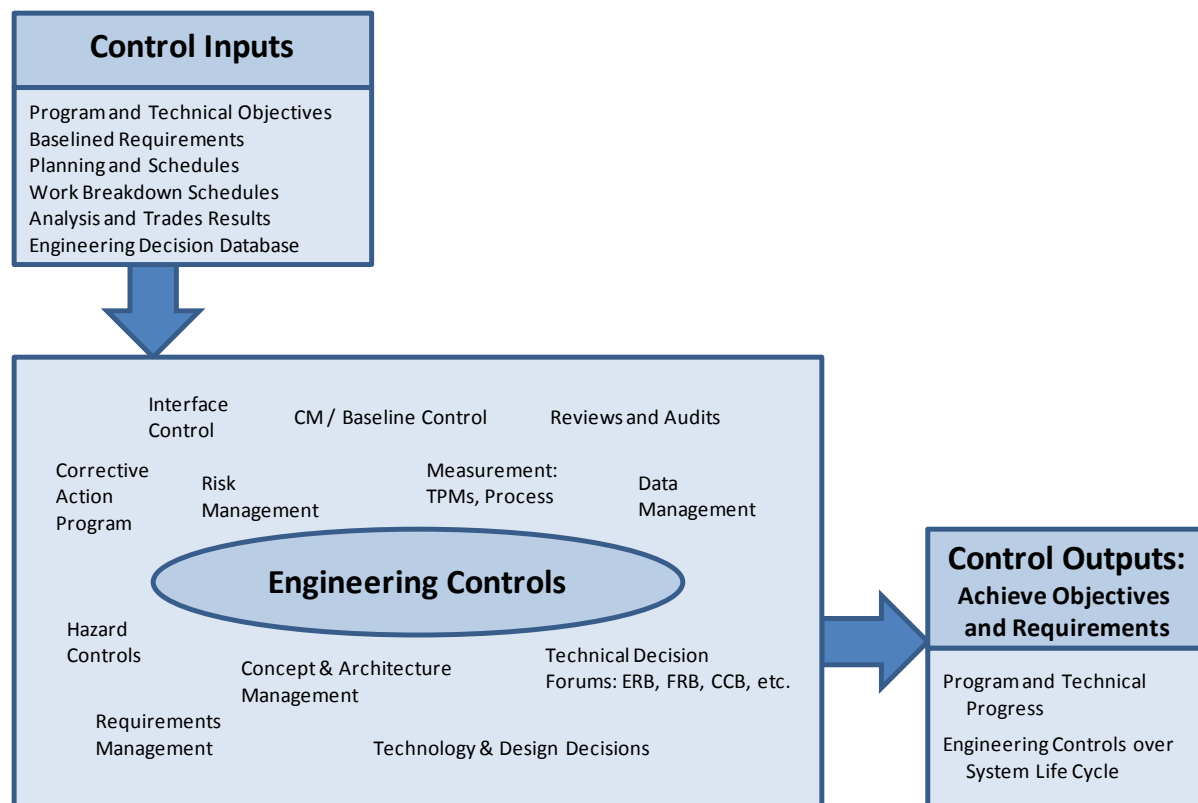 Control Inputs
Program and Technical Objectives
Baselined Requirements
Planning and Schedules
Work Breakdown Schedules
Analysis and Trades Results
Engineering Decision Database
Interface
Control
CM / Baseline Control
Reviews and Audits
Corrective
Action
Program
Risk
Management
Measurement:
TPMs, Process
Data
Management
Engineering Controls
Hazard
Controls
Concept & Architecture
Management
Technical Decision
Forums: ERB, FRB, CCB, etc.
Requirements
Management
Technology & Design Decisions
Control Outputs:
Achieve Objectives
and Requirements
Program and Technical
Progress
Engineering Controls over
System Life Cycle